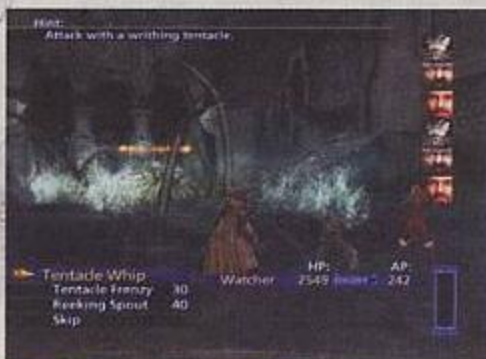 Hint:
Attack with a writhing tentacle.
Tentacle Whip
Tentacle Frenzy 30
Reeking Spout 40
Skip
HP: AP:
Watcher 2549 242